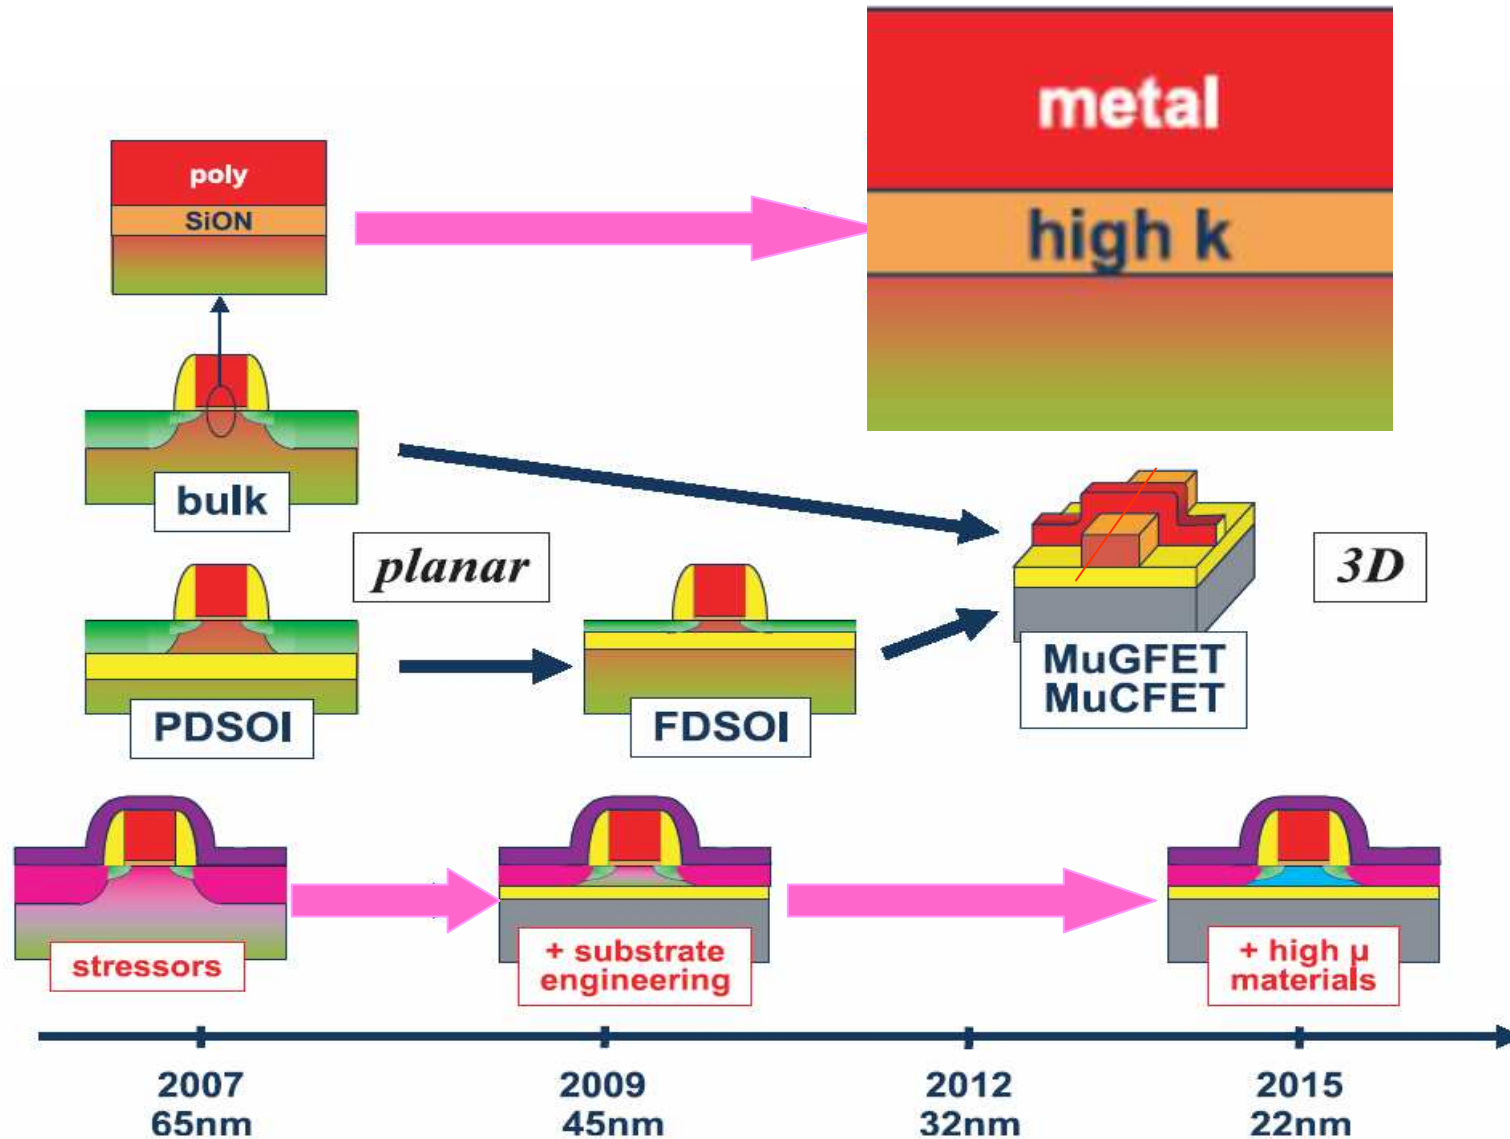 metal
high k
poly
SiON
bulk
planar
3D
PDSOI
FDSOI
MuGFET
MuCFET
stressors
+ substrate
engineering
+ high μ
materials
2007
65nm
2009
45nm
2012
32nm
2015
22nm